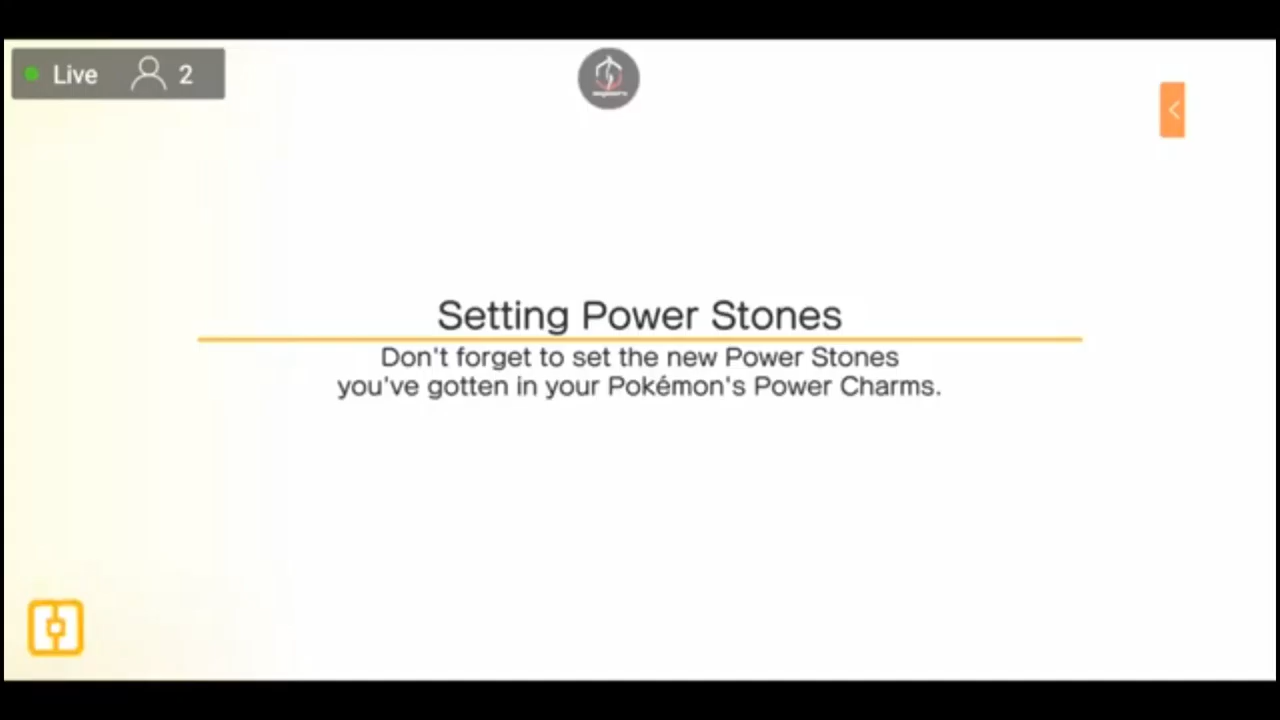 Live 2
Setting Power Stones
Don't forget to set the new Power Stones
you've gotten in your Pokémon's Power Charms.